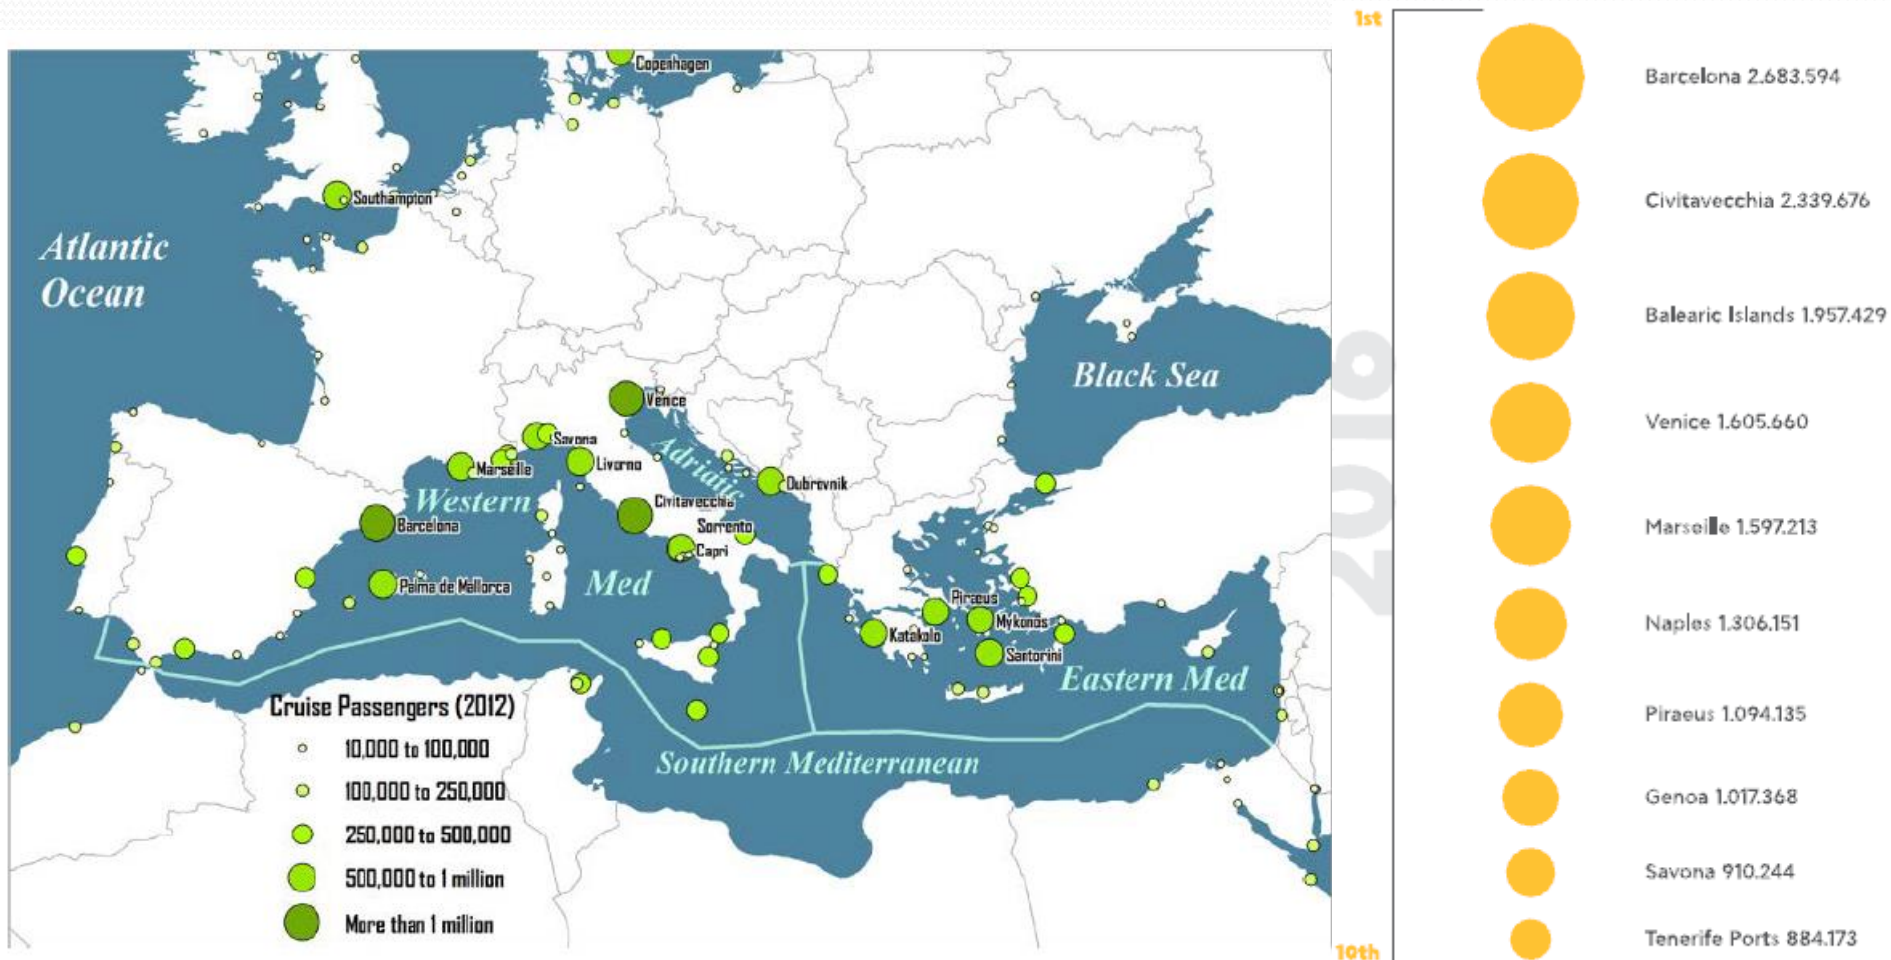 Copenhagen
Southampton
Atlantic
Ocean
Black Sea
Venice
Savona
Adriatic
Marseille
Livorno
Dubrovnik
Western
Civitavecchia
Barcelona
Sorrento
Capri
Palma de Mallorca
Med
Piraeus
Mykonos
Katakolo
Santorini
Eastern Med
Cruise Passengers (2012)
10,000 to 100,000
100,000 to 250,000
250,000 to 500,000
500,000 to 1 million
More than 1 million
Southern Mediterranean
2016
1st
Barcelona 2.683.594
Civitavecchia 2.339.676
Balearic Islands 1.957.429
Venice 1.605.660
Marseille 1.597.213
Naples 1.306.151
Piraeus 1.094.135
Genoa 1.017.368
Savona 910.244
Tenerife Ports 884.173
10th